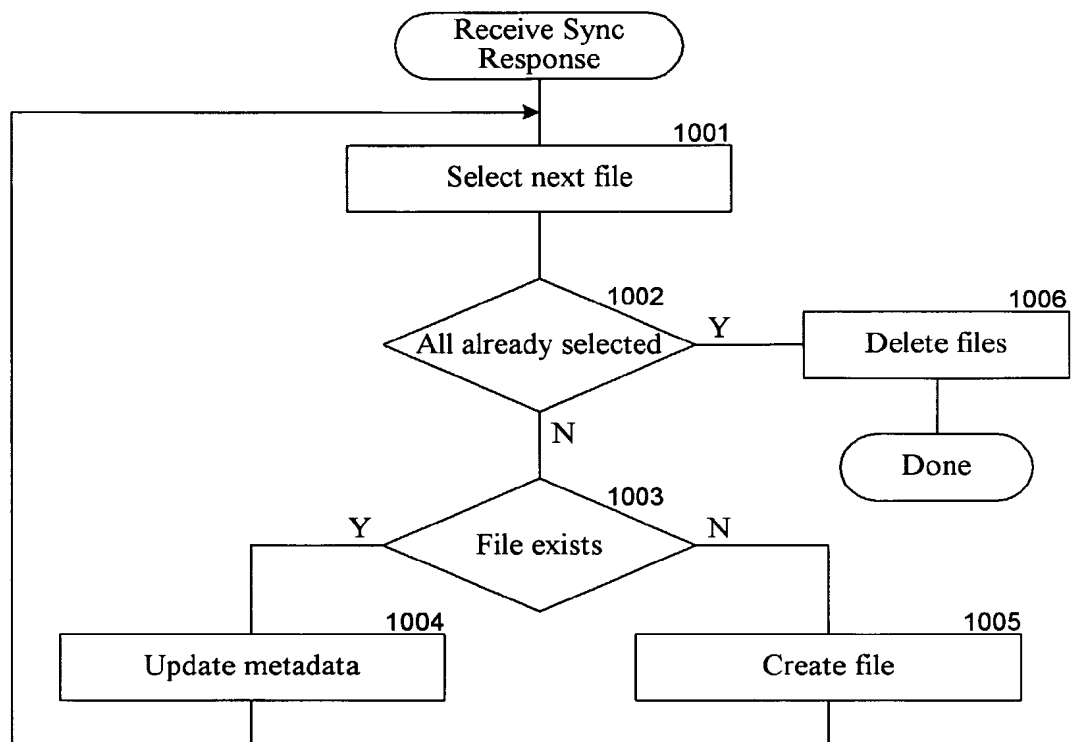 Receive Sync
Response
1001
Select next file
1002
All already selected
Y
1006
Delete files
N
Done
1003
Y
File exists
N
1004
Update metadata
1005
Create file